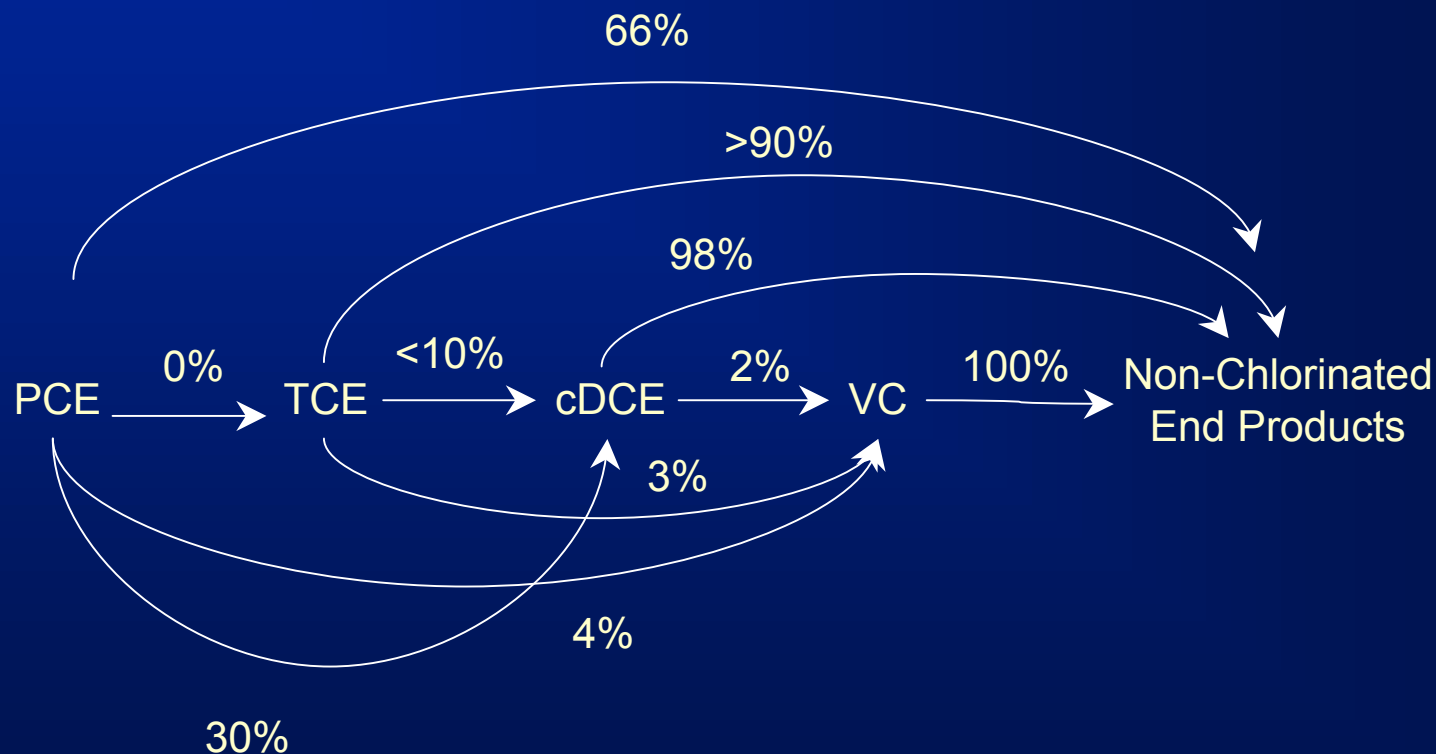 66%
>90%
98%
0%
<10%
2%
100%
PCE
TCE
cDCE
VC
Non-Chlorinated
End Products
3%
4%
30%